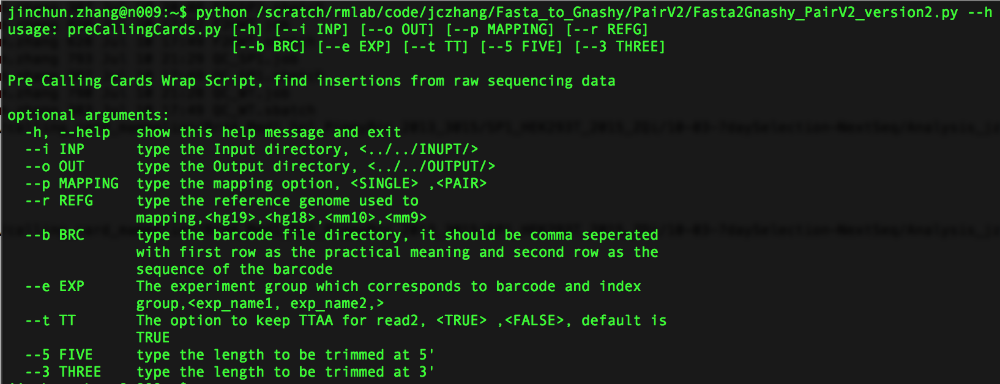 jinchun.zhang@n009:~$ python /scratch/rmlab/code/jczhang/Fasta_to_Gnashy/PairV2/Fasta2Gnashy_PairV2_version2.py --h
usage: preCallingCards.py [-h] [--i INP] [--o OUT] [--p MAPPING] [--r REFG]
[--b BRC] [--e EXP] [--t TT] [--5 FIVE] [--3 THREE]
Pre Calling Cards Wrap Script, find insertions from raw sequencing data
optional arguments:
-h, --help show this help message and exit
--i INP type the Input directory, <../../INUPT/>
--o OUT type the Output directory, <../../OUTPUT/>
--p MAPPING type the mapping option, <SINGLE> ,<PAIR>
--r REFG type the reference genome used to
mapping,<hg19>,<hg18>,<mm10>,<mm9>
--b BRC type the barcode file directory, it should be comma seperated
with first row as the practical meaning and second row as the
sequence of the barcode
--e EXP The experiment group which corresponds to barcode and index
group,<exp_name1, exp_name2,>
--t TT The option to keep TTAA for read2, <TRUE> ,<FALSE>, default is
TRUE
--5 FIVE type the length to be trimmed at 5'
--3 THREE type the length to be trimmed at 3'